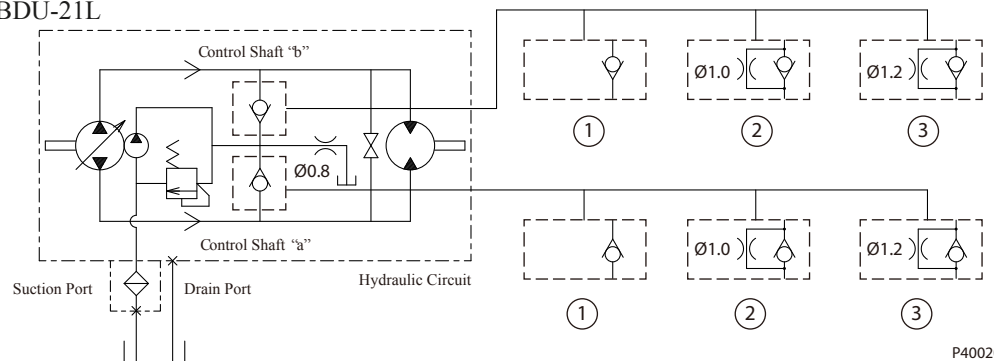 BDU-21L
Control Shaft “b”
Ø1.0
Ø1.2
1
2
3
Ø0.8
Control Shaft “a”
Ø1.0
Ø1.2
Suction Port
Drain Port
Hydraulic Circuit
1
2
3
P4002